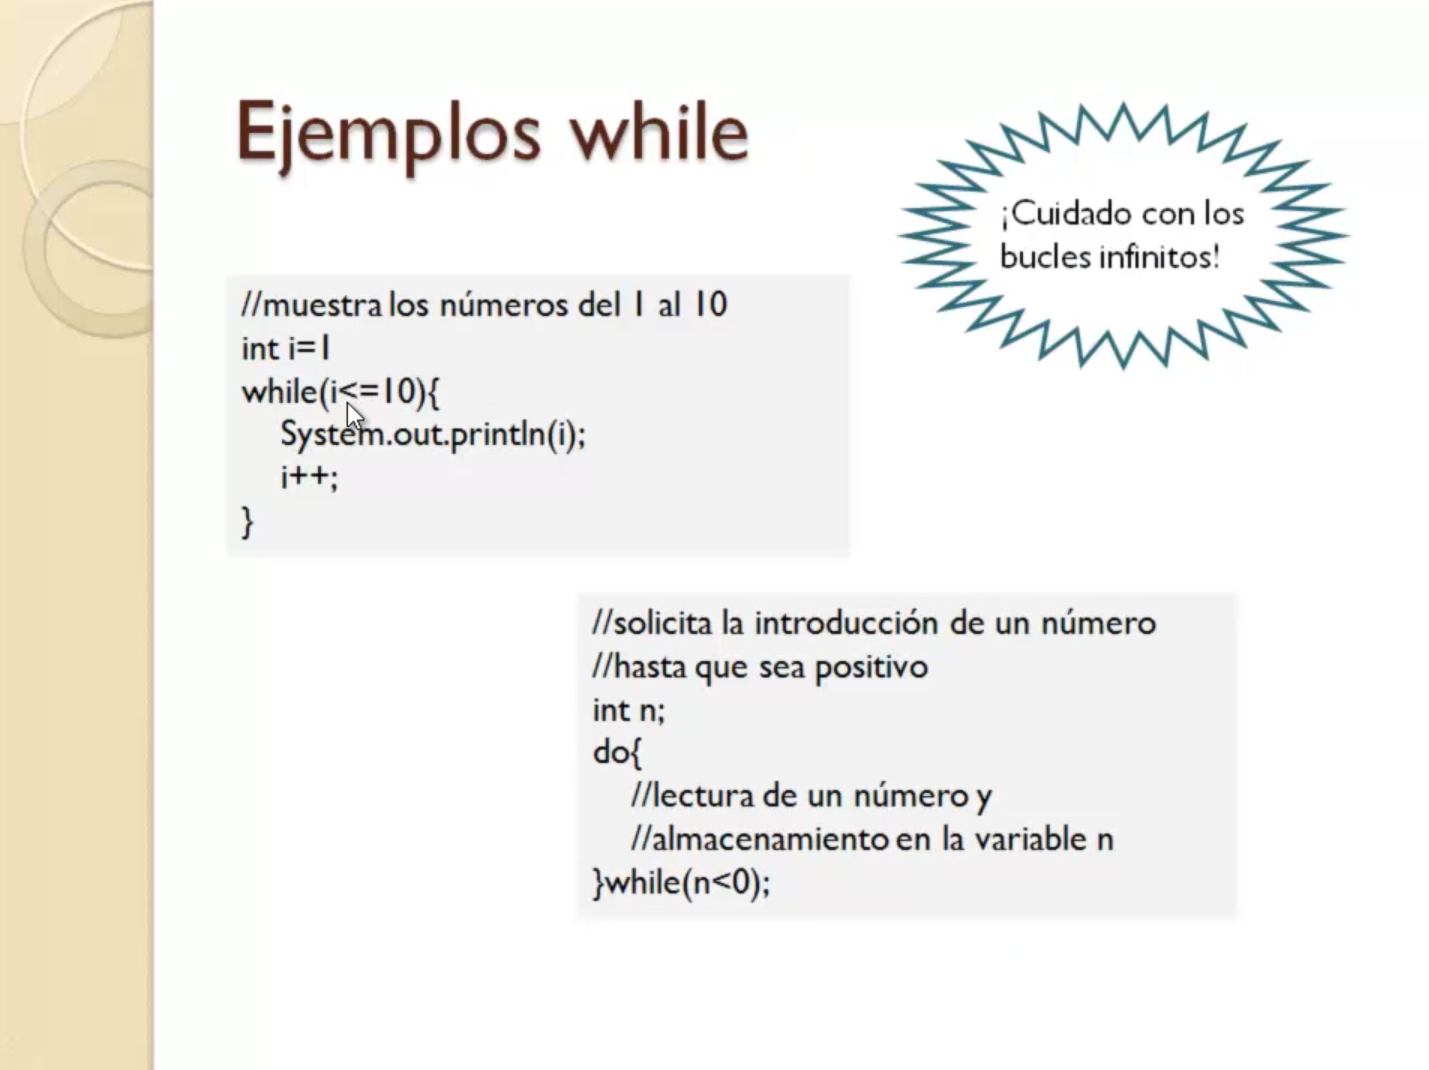 Ejemplos while
¡Cuidado con los
bucles infinitos!
//muestra los números del 1 al 10
int i=1
while(i<=10){
System.out.println(i);
i++;
}
//solicita la introducción de un número
//hasta que sea positivo
int n;
do{
//lectura de un número y
//almacenamiento en la variable n
}while(n<0);